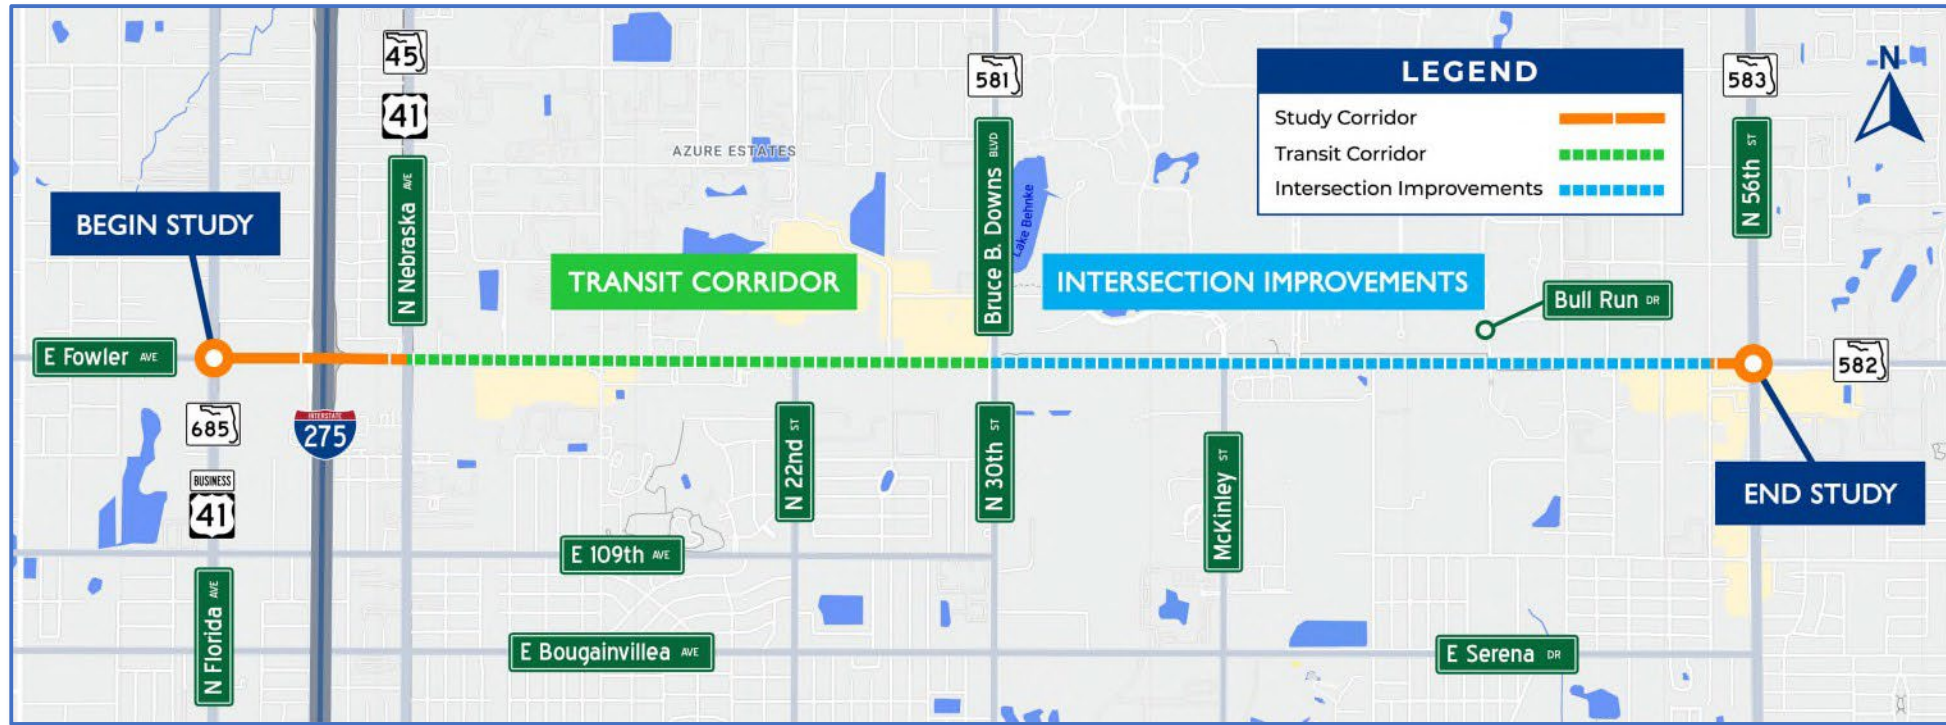 45
41
581
583
LEGEND
Study Corridor
Transit Corridor
Intersection Improvements
N
AZURE ESTATES
N Nebraska AVE
Bruce B. Downs BLVD
Lake Behnke
N 56th ST
BEGIN STUDY
TRANSIT CORRIDOR
INTERSECTION IMPROVEMENTS
Bull Run DR
E Fowler AVE
582
685
INTERSTATE
275
BUSINESS
41
N 22nd ST
N 30th ST
McKinley ST
END STUDY
E 109th AVE
N Florida AVE
E Bougainvillea AVE
E Serena DR